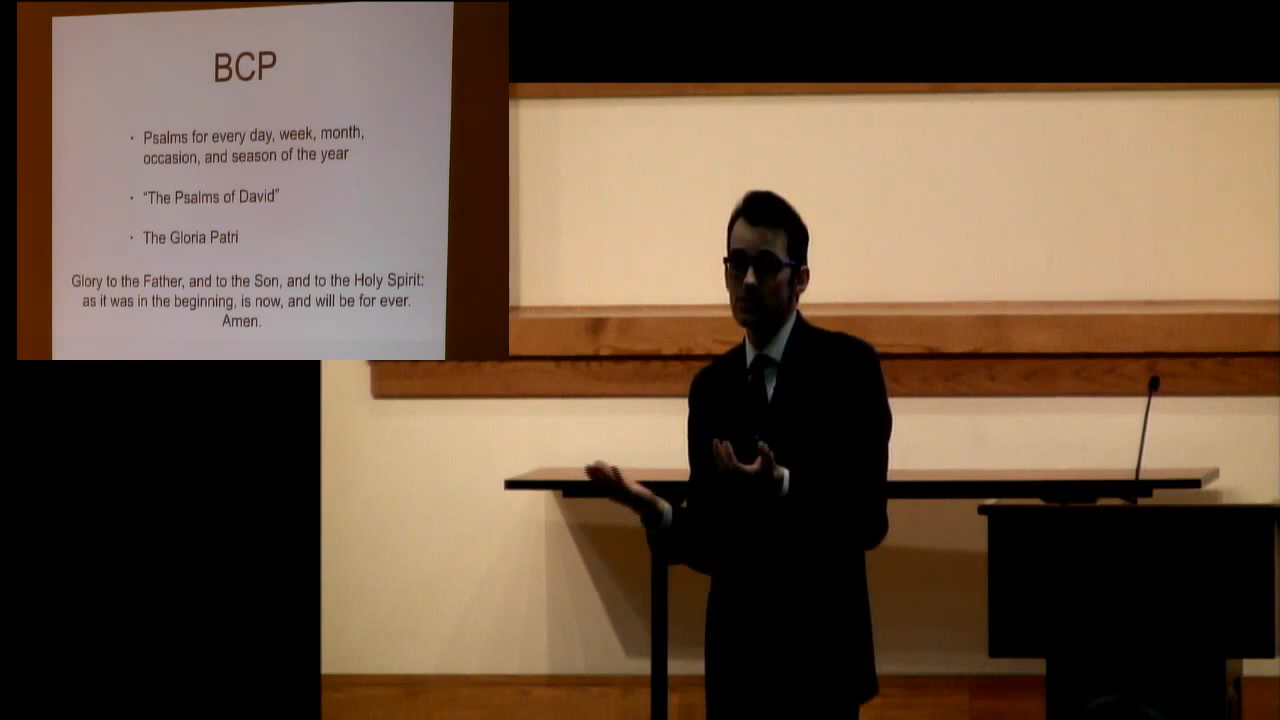 BCP
· Psalms for every day, week, month,
occasion, and season of the year
· “The Psalms of David”
· The Gloria Patri
Glory to the Father, and to the Son, and to the Holy Spirit:
as it was in the beginning, is now, and will be for ever.
Amen.